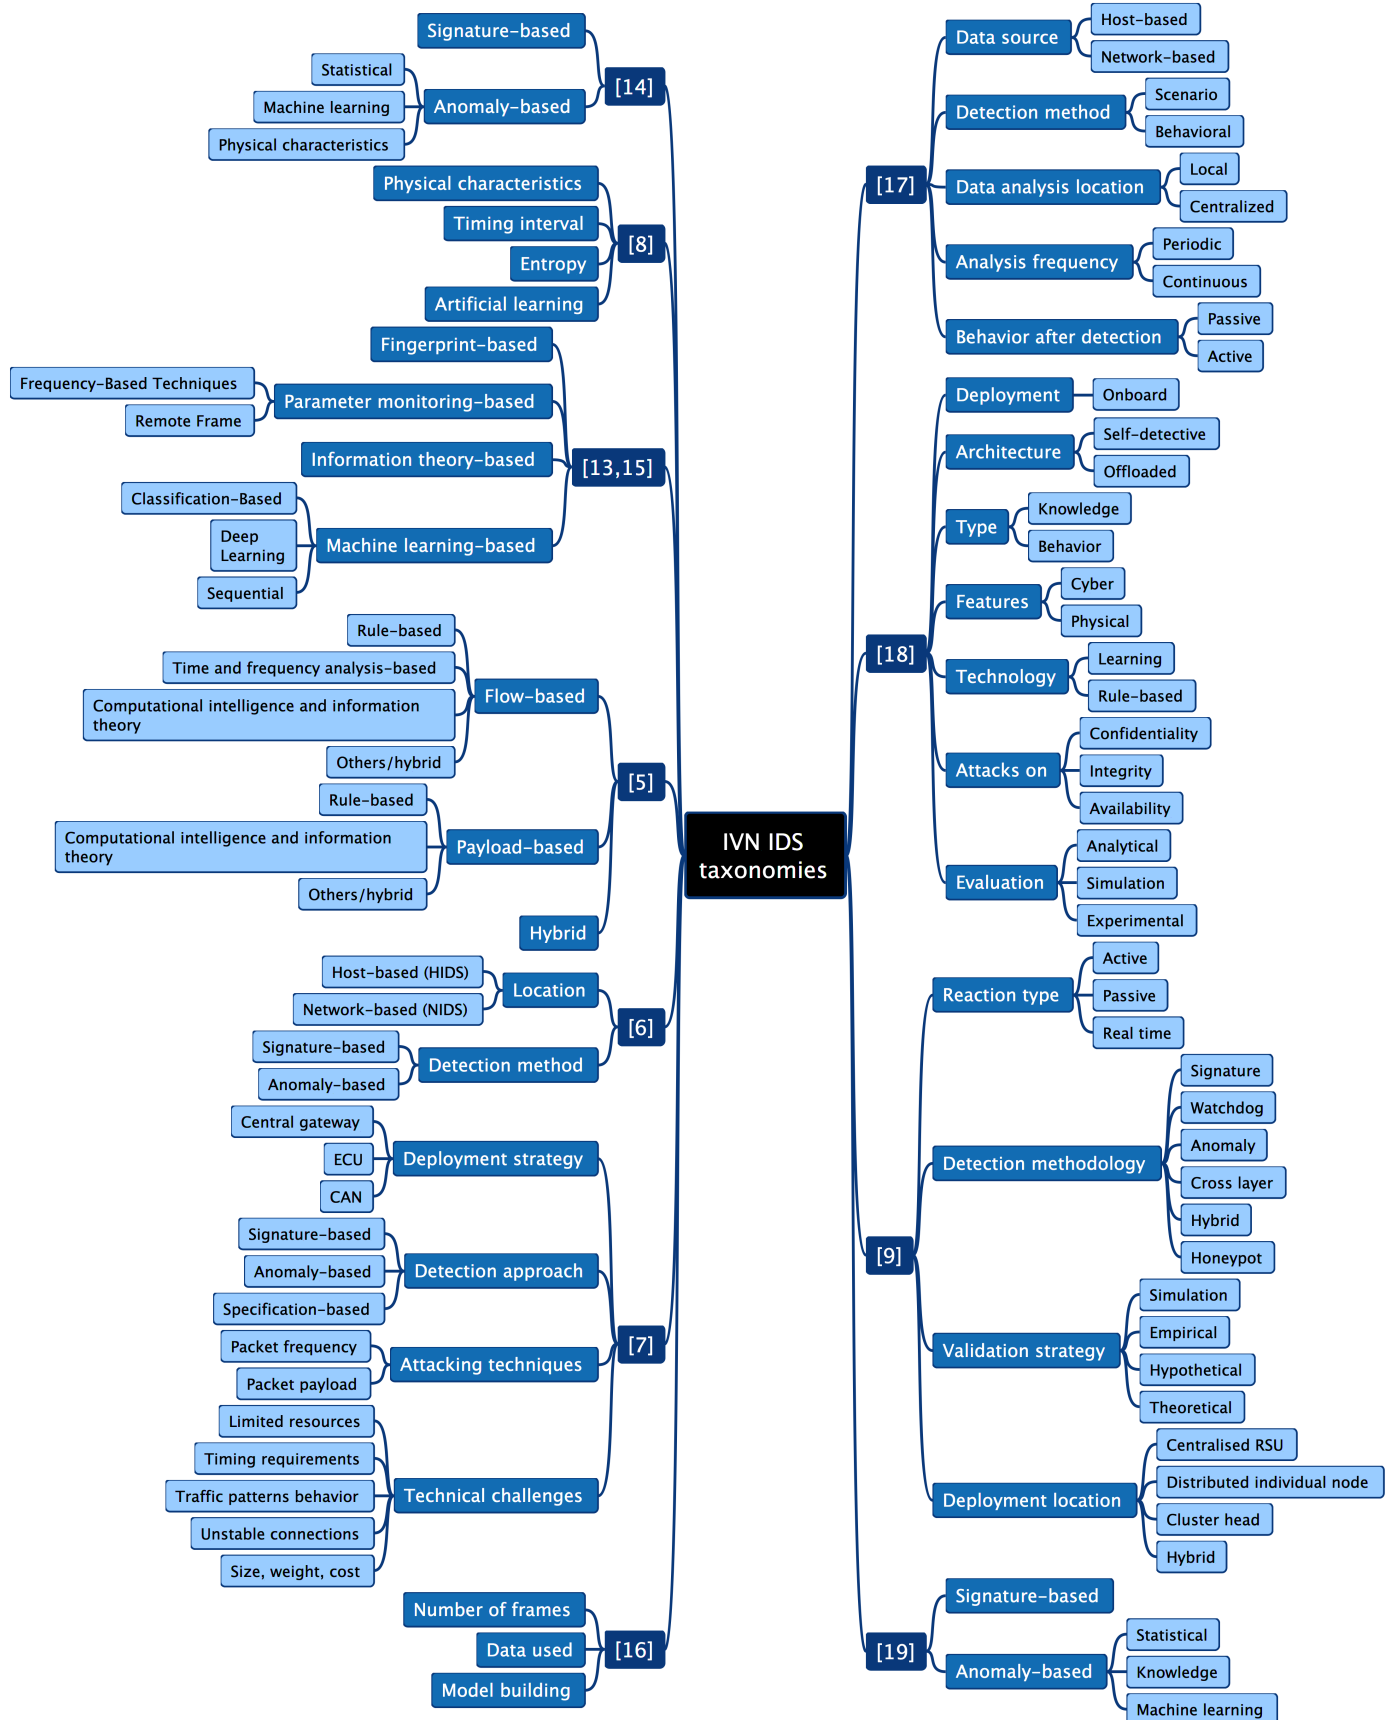 IVN IDS
taxonomies
[14]
Signature-based
Anomaly-based
Statistical
Machine learning
Physical characteristics
[8]
Physical characteristics
Timing interval
Entropy
Artificial learning
[13,15]
Fingerprint-based
Parameter monitoring-based
Frequency-Based Techniques
Remote Frame
Information theory-based
Machine learning-based
Classification-Based
Deep
Learning
Sequential
[5]
Flow-based
Rule-based
Time and frequency analysis-based
Computational intelligence and information
theory
Others/hybrid
Payload-based
Rule-based
Computational intelligence and information
theory
Others/hybrid
Hybrid
[6]
Location
Host-based (HIDS)
Network-based (NIDS)
Detection method
Signature-based
Anomaly-based
[7]
Deployment strategy
Central gateway
ECU
CAN
Detection approach
Signature-based
Anomaly-based
Specification-based
Attacking techniques
Packet frequency
Packet payload
Technical challenges
Limited resources
Timing requirements
Traffic patterns behavior
Unstable connections
Size, weight, cost
[16]
Number of frames
Data used
Model building
[17]
Data source
Host-based
Network-based
Detection method
Scenario
Behavioral
Data analysis location
Local
Centralized
Analysis frequency
Periodic
Continuous
Behavior after detection
Passive
Active
[18]
Deployment
Onboard
Architecture
Self-detective
Offloaded
Type
Knowledge
Behavior
Features
Cyber
Physical
Technology
Learning
Rule-based
Attacks on
Confidentiality
Integrity
Availability
Evaluation
Analytical
Simulation
Experimental
[9]
Reaction type
Active
Passive
Real time
Detection methodology
Signature
Watchdog
Anomaly
Cross layer
Hybrid
Honeypot
Validation strategy
Simulation
Empirical
Hypothetical
Theoretical
Deployment location
Centralised RSU
Distributed individual node
Cluster head
Hybrid
[19]
Signature-based
Anomaly-based
Statistical
Knowledge
Machine learning